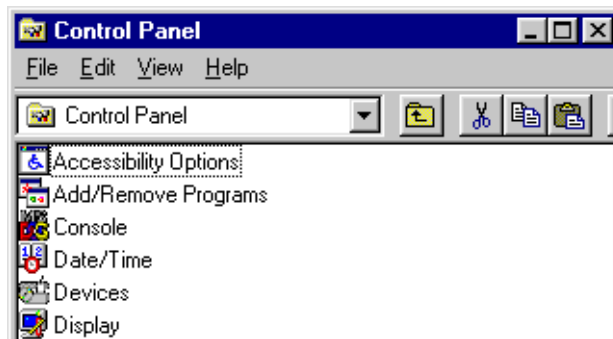 Control Panel
File Edit View Help
Control Panel
Accessibility Options
Add/Remove Programs
Console
Date/Time
Devices
Display